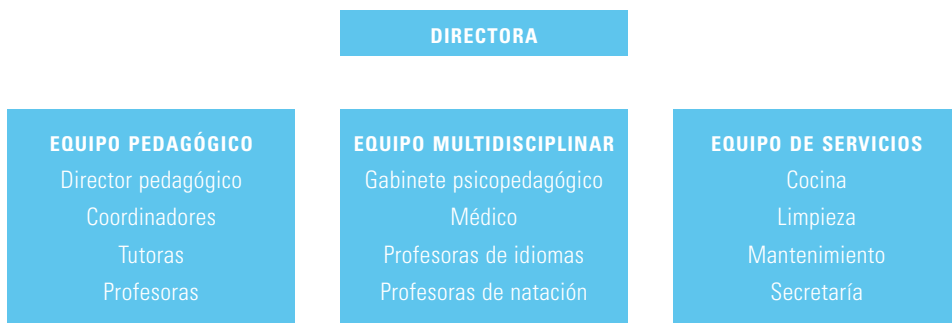 DIRECTORA
EQUIPO PEDAGÓGICO
Director pedagógico
Coordinadores
Tutoras
Profesoras
EQUIPO MULTIDISCIPLINAR
Gabinete psicopedagógico
Médico
Profesoras de idiomas
Profesoras de natación
EQUIPO DE SERVICIOS
Cocina
Limpieza
Mantenimiento
Secretaría